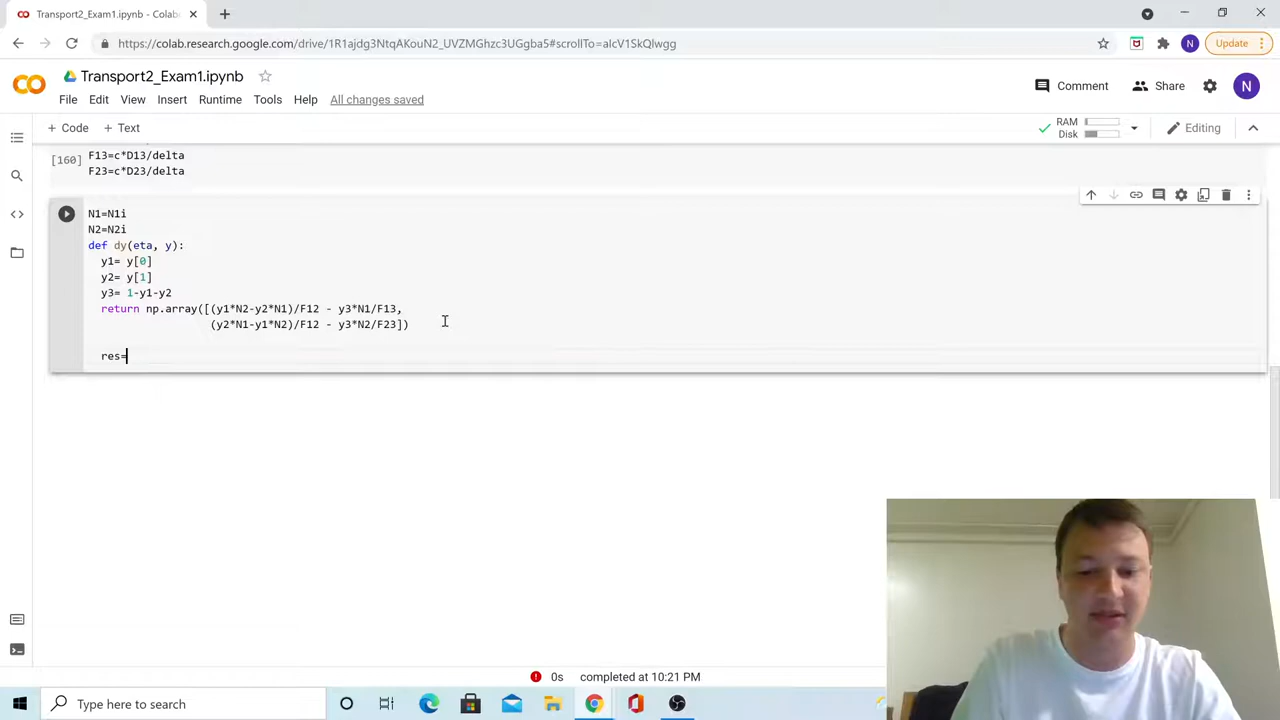 Transport2_Exam1.ipynb - Colab
https://colab.research.google.com/drive/1R1ajdg3NtqAKouN2_UVZMGhzc3UGgba5#scrollTo=aIcV1SkQlwgg
N
Update
Transport2_Exam1.ipynb
File Edit View Insert Runtime Tools Help All changes saved
Comment
Share
N
+ Code + Text
RAM
Disk
Editing
[160]
F13=c*D13/delta
F23=c*D23/delta
N1=N1i
N2=N2i
def dy(eta, y):
y1= y[0]
y2= y[1]
y3= 1-y1-y2
return np.array([(y1*N2-y2*N1)/F12 - y3*N1/F13,
(y2*N1-y1*N2)/F12 - y3*N2/F23])
res=
0s completed at 10:21 PM
Type here to search